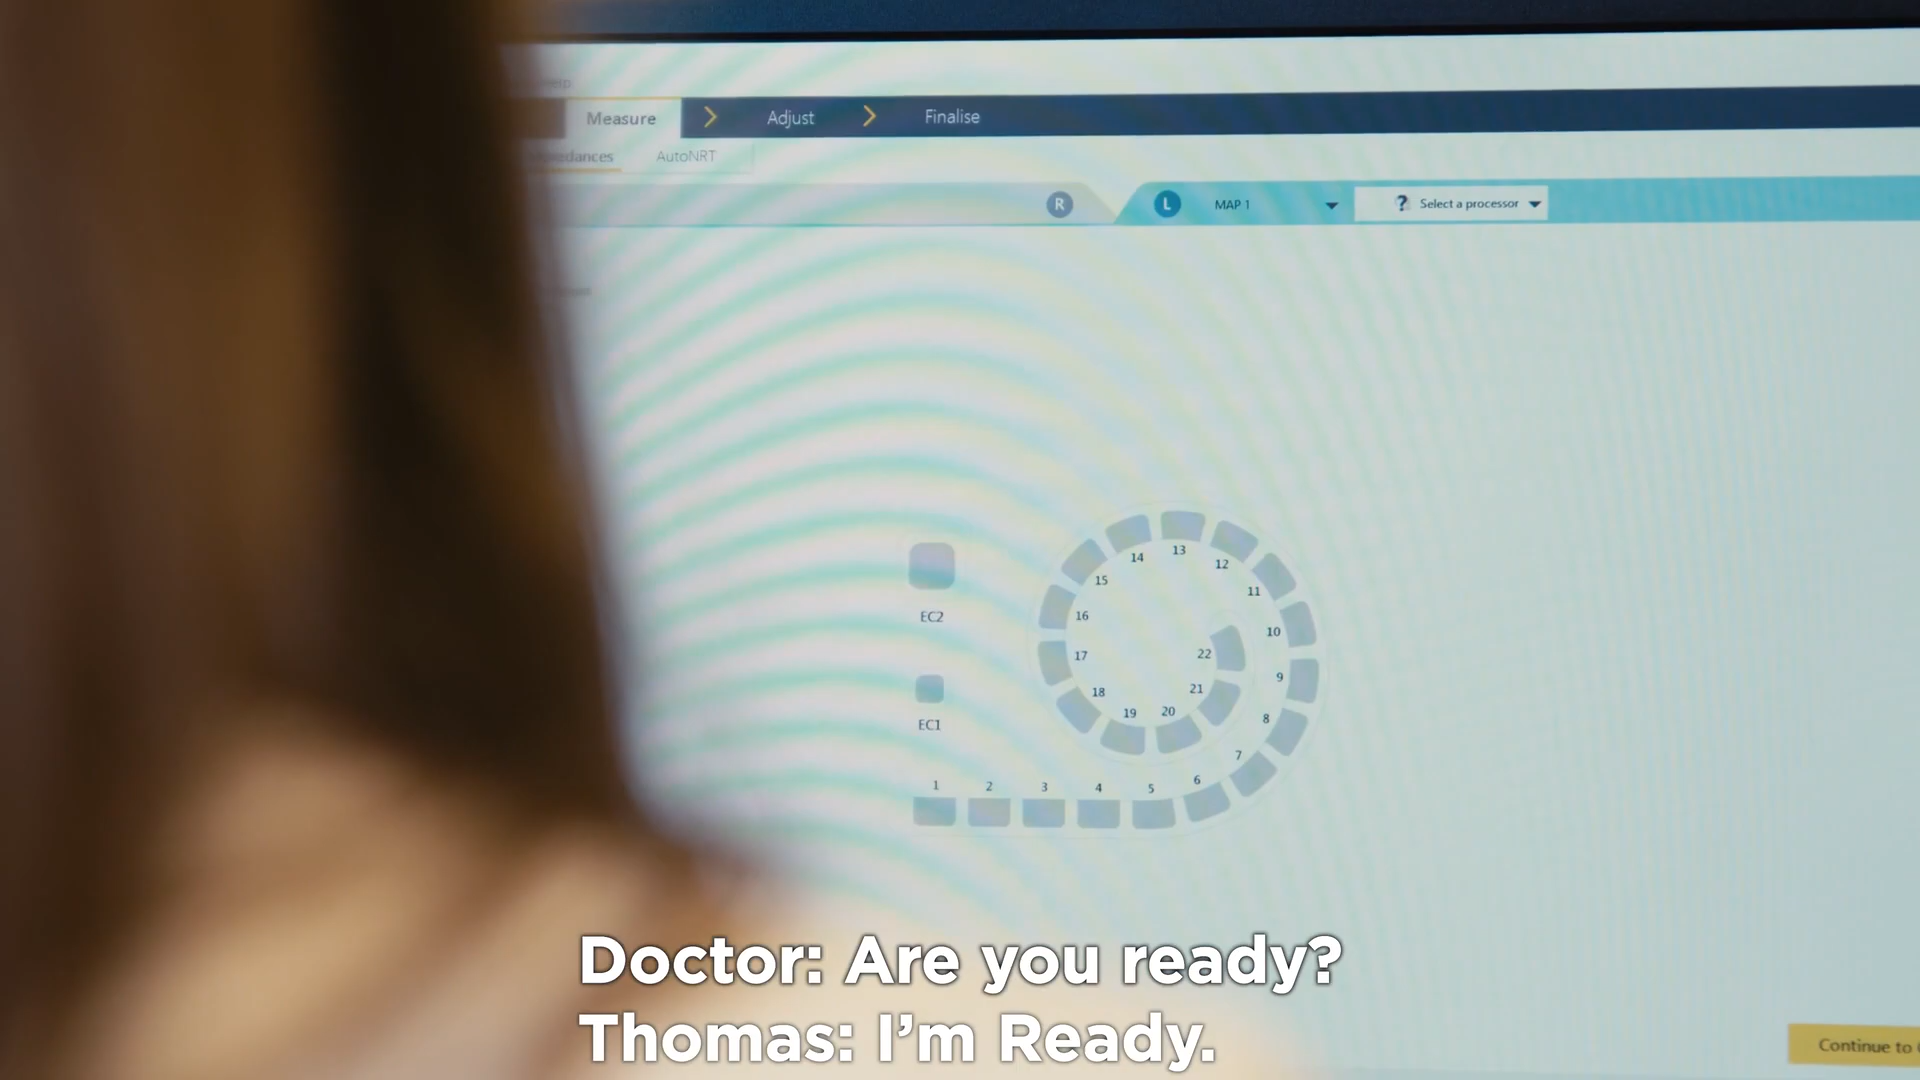 Measure > Adjust > Finalise
AutoNRT
R L MAP 1 ? Select a processor
14 13 12
15 11
16 10
EC2
17 22 9
18 21 8
19 20
EC1
7
6
1 2 3 4 5
Doctor: Are you ready?
Thomas: I'm Ready.
Continue to